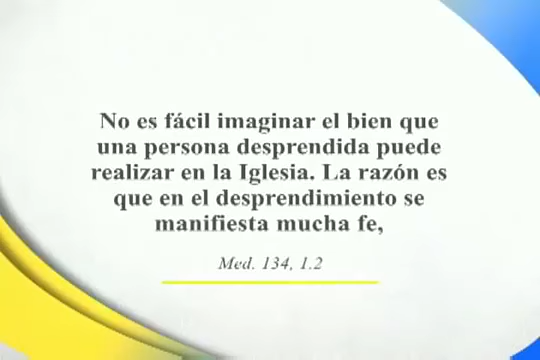 No es fácil imaginar el bien que
una persona desprendida puede
realizar en la Iglesia. La razón es
que en el desprendimiento se
manifiesta mucha fe,
Med. 134, 1.2